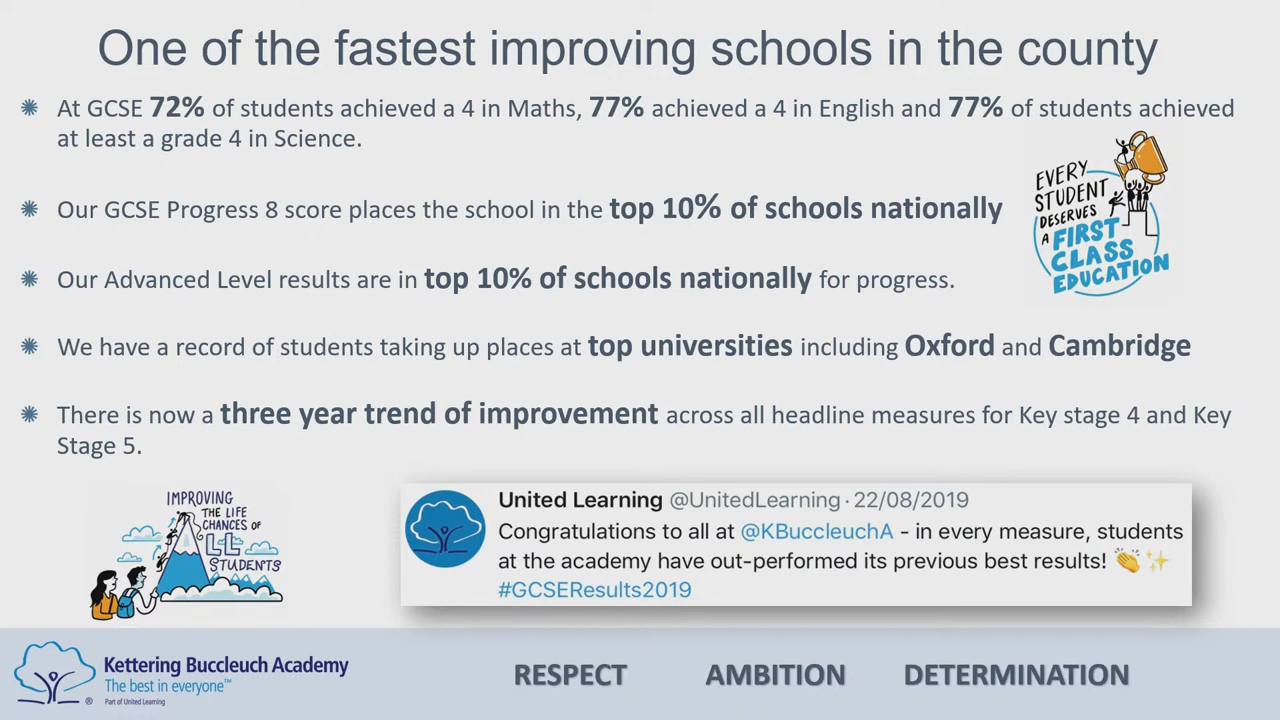 One of the fastest improving schools in the county
At GCSE 72% of students achieved a 4 in Maths, 77% achieved a 4 in English and 77% of students achieved
at least a grade 4 in Science.
EVERY
STUDENT
DESERVES
A FIRST
CLASS
EDUCATION
Our GCSE Progress 8 score places the school in the top 10% of schools nationally
Our Advanced Level results are in top 10% of schools nationally for progress.
We have a record of students taking up places at top universities including Oxford and Cambridge
There is now a three year trend of improvement across all headline measures for Key stage 4 and Key
Stage 5.
IMPROVING
THE LIFE
CHANCES OF
ALL
STUDENTS
United Learning @UnitedLearning · 22/08/2019
Congratulations to all at @KBuccleuchA - in every measure, students
at the academy have out-performed its previous best results! 👏✨
#GCSEResults2019
Kettering Buccleuch Academy
The best in everyone™
Part of United Learning
®
RESPECT AMBITION DETERMINATION